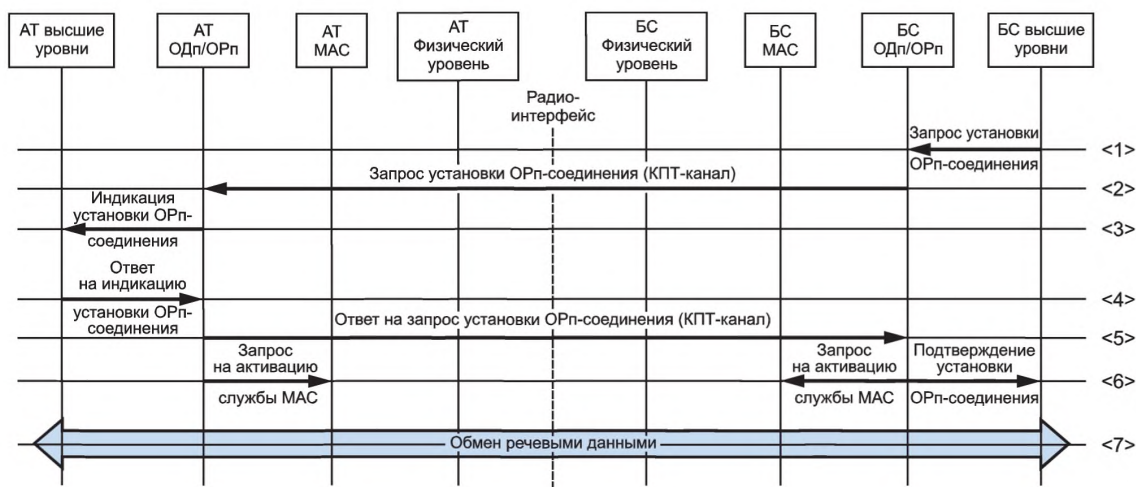 АТ высшие
уровни
АТ
ОДп/ОРп
АТ
МАС
АТ
Физический
уровень
БС
Физический
уровень
БС
МАС
БС
ОДп/ОРп
БС высшие
уровни
Радио-
интерфейс
Запрос установки
ОРп-соединения
<1>
Запрос установки ОРп-соединения (КПТ-канал)
<2>
Индикация
установки ОРп-
соединения
<3>
Ответ
на индикацию
установки ОРп-
соединения
<4>
Ответ на запрос установки ОРп-соединения (КПТ-канал)
<5>
Запрос
на активацию
службы МАС
Запрос
на активацию
службы МАС
Подтверждение
установки
ОРп-соединения
<6>
Обмен речевыми данными
<7>